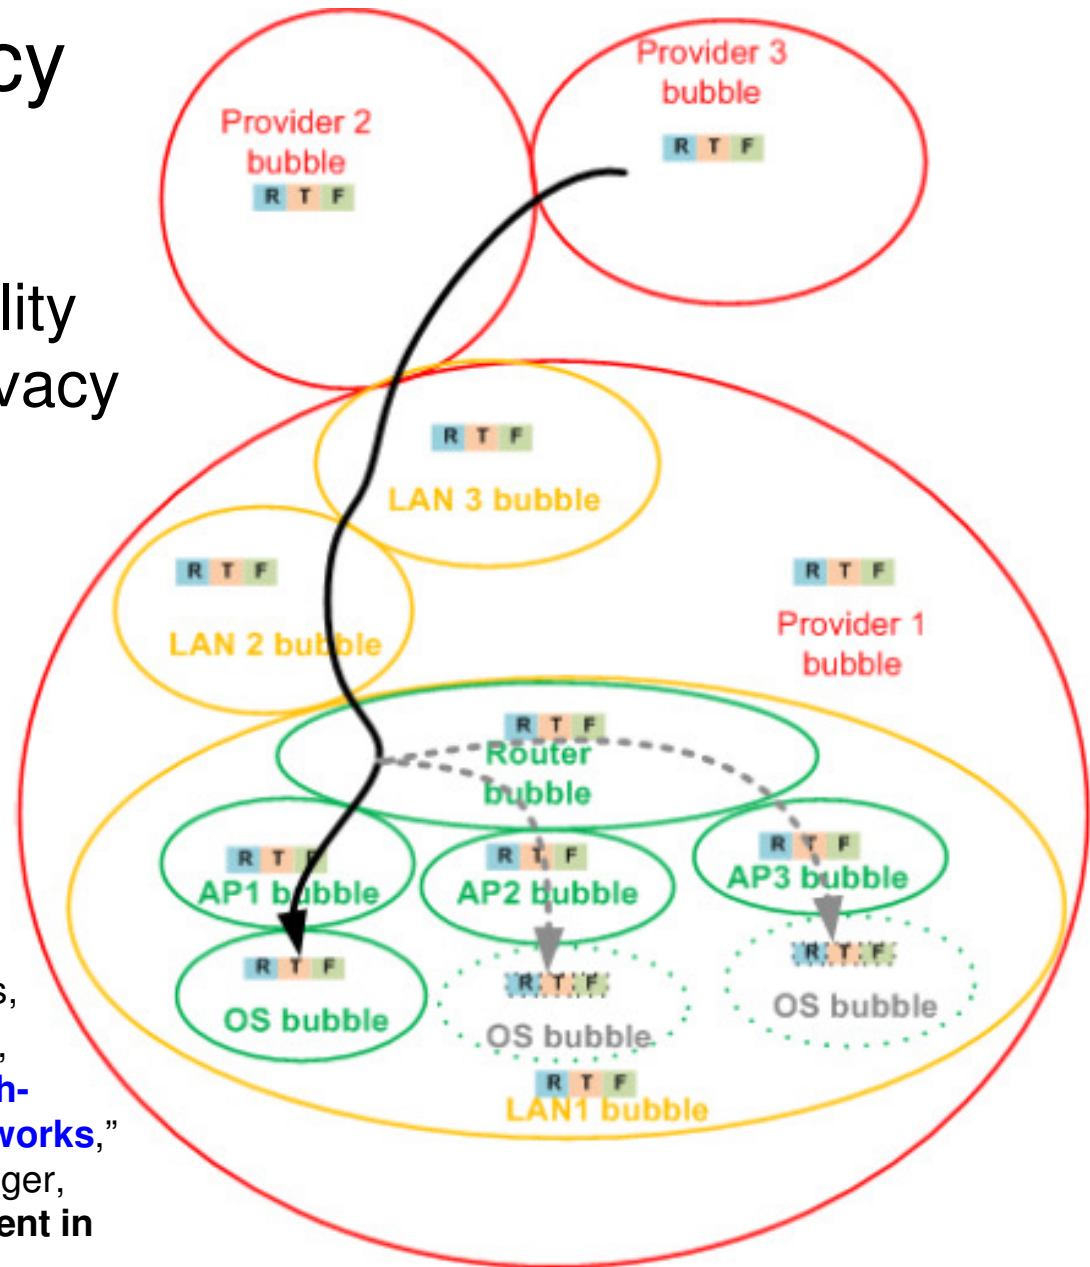 cy
lity
vacy
Provider 2
bubble
R T F
Provider 3
bubble
R T F
R T F
LAN 3 bubble
R T F
LAN 2 bubble
R T F
Provider 1
bubble
R T F
Router
bubble
R T F
AP1 bubble
R T F
AP2 bubble
R T F
AP3 bubble
R T F
OS bubble
R T F
OS bubble
R T F
OS bubble
R T F
LAN1 bubble
s,
,
h-
works,”
ger,
ent in